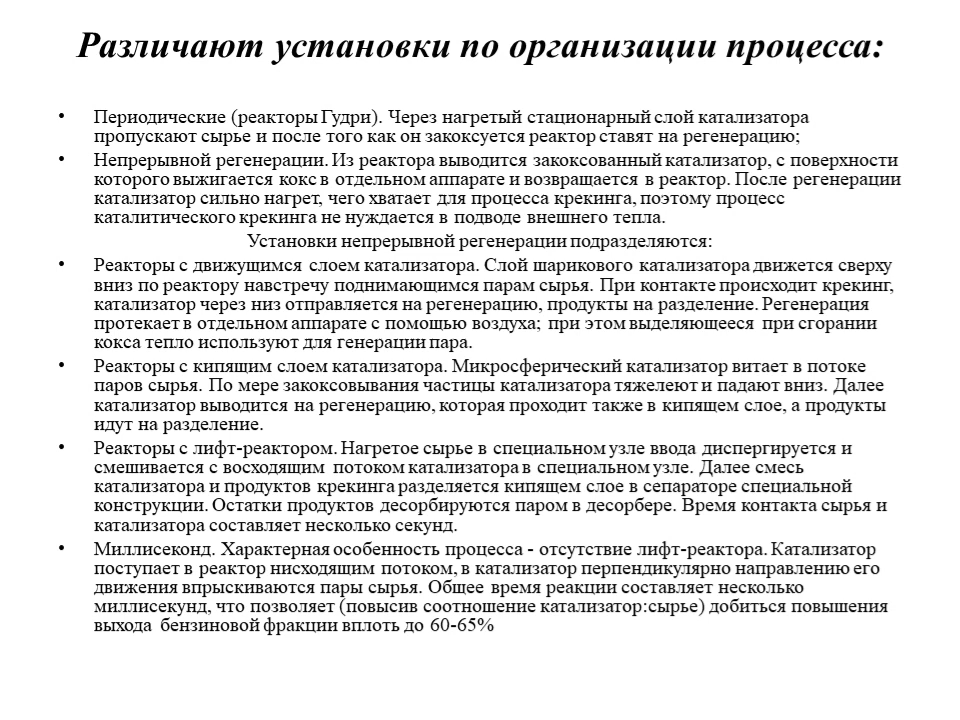 Различают установки по организации процесса:
• Периодические (реакторы Гудри). Через нагретый стационарный слой катализатора
пропускают сырье и после того как он закоксуется реактор ставят на регенерацию;
• Непрерывной регенерации. Из реактора выводится закоксованный катализатор, с поверхности
которого выжигается кокс в отдельном аппарате и возвращается в реактор. После регенерации
катализатор сильно нагрет, чего хватает для процесса крекинга, поэтому процесс
каталитического крекинга не нуждается в подводе внешнего тепла.
Установки непрерывной регенерации подразделяются:
• Реакторы с движущимся слоем катализатора. Слой шарикового катализатора движется сверху
вниз по реактору навстречу поднимающимся парам сырья. При контакте происходит крекинг,
катализатор через низ отправляется на регенерацию, продукты на разделение. Регенерация
протекает в отдельном аппарате с помощью воздуха; при этом выделяющееся при сгорании
кокса тепло используют для генерации пара.
• Реакторы с кипящим слоем катализатора. Микросферический катализатор витает в потоке
паров сырья. По мере закоксовывания частицы катализатора тяжелеют и падают вниз. Далее
катализатор выводится на регенерацию, которая проходит также в кипящем слое, а продукты
идут на разделение.
• Реакторы с лифт-реактором. Нагретое сырье в специальном узле ввода диспергируется и
смешивается с восходящим потоком катализатора в специальном узле. Далее смесь
катализатора и продуктов крекинга разделяется кипящем слое в сепараторе специальной
конструкции. Остатки продуктов десорбируются паром в десорбере. Время контакта сырья и
катализатора составляет несколько секунд.
• Миллисеконд. Характерная особенность процесса - отсутствие лифт-реактора. Катализатор
поступает в реактор нисходящим потоком, в катализатор перпендикулярно направлению его
движения впрыскиваются пары сырья. Общее время реакции составляет несколько
миллисекунд, что позволяет (повысив соотношение катализатор:сырье) добиться повышения
выхода бензиновой фракции вплоть до 60-65%